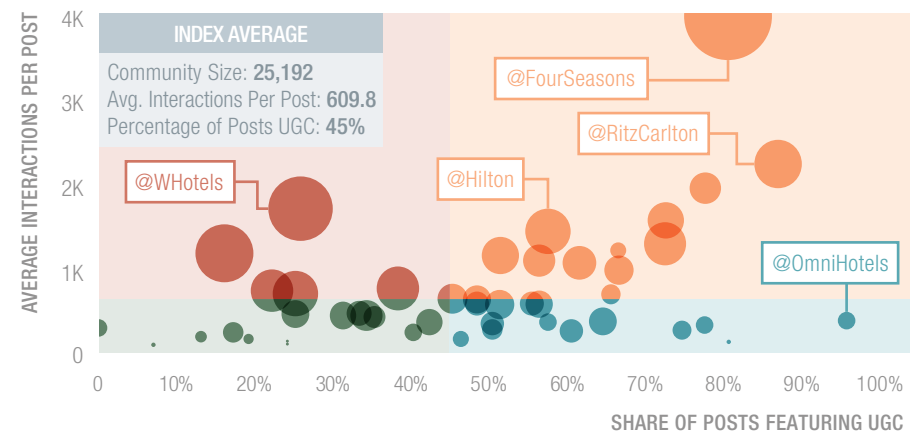 AVERAGE INTERACTIONS PER POST
4K
3K
2K
1K
0
INDEX AVERAGE
Community Size: 25,192
Avg. Interactions Per Post: 609.8
Percentage of Posts UGC: 45%
@FourSeasons
@RitzCarlton
@WHotels
@Hilton
@OmniHotels
0 10% 20% 30% 40% 50% 60% 70% 80% 90% 100%
SHARE OF POSTS FEATURING UGC